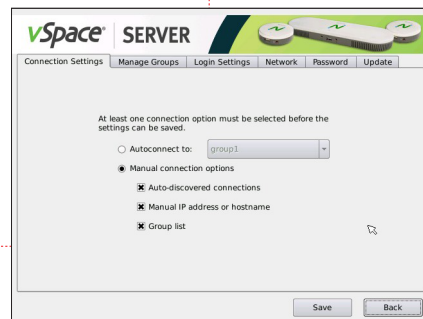 vSpace® SERVER
Connection Settings Manage Groups Login Settings Network Password Update
At least one connection option must be selected before the
settings can be saved.
Autoconnect to: group1
Manual connection options
Auto-discovered connections
Manual IP address or hostname
Group list
Save Back